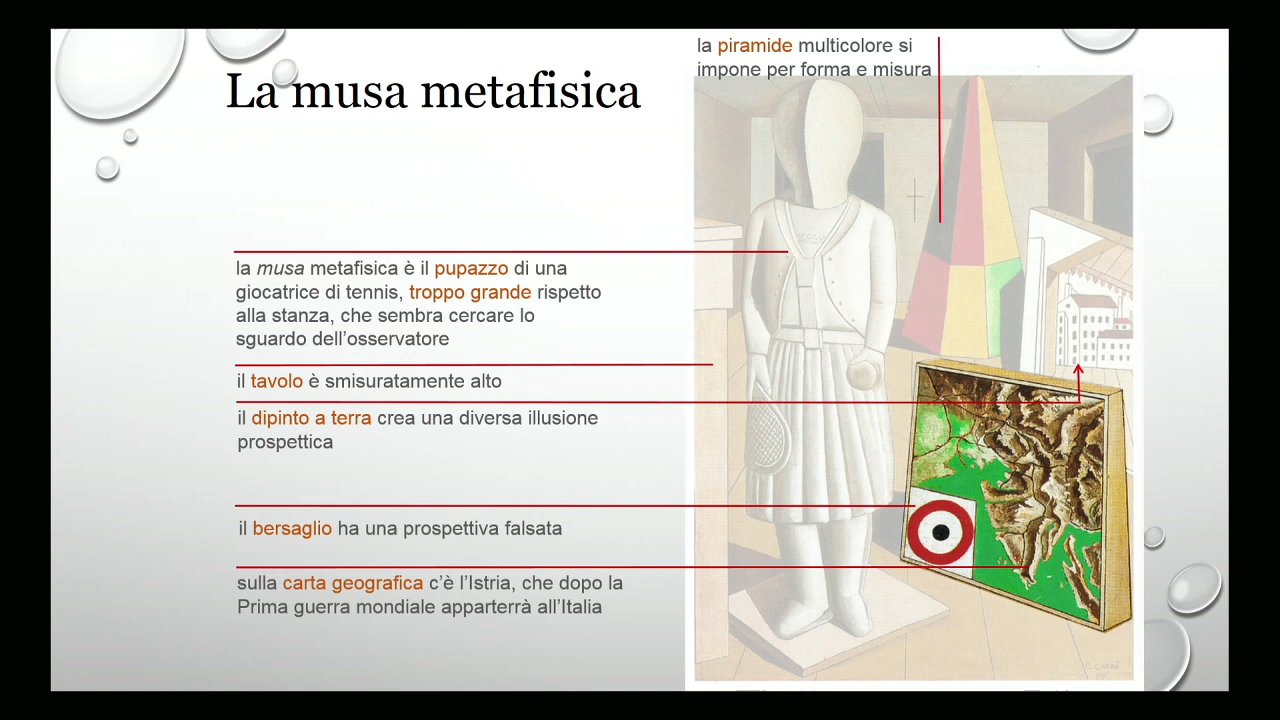 la piramide multicolore si
impone per forma e misura
La musa metafisica
la musa metafisica è il pupazzo di una
giocatrice di tennis, troppo grande rispetto
alla stanza, che sembra cercare lo
sguardo dell’osservatore
il tavolo è smisuratamente alto
il dipinto a terra crea una diversa illusione
prospettica
il bersaglio ha una prospettiva falsata
sulla carta geografica c’è l’Istria, che dopo la
Prima guerra mondiale apparterrà all’Italia